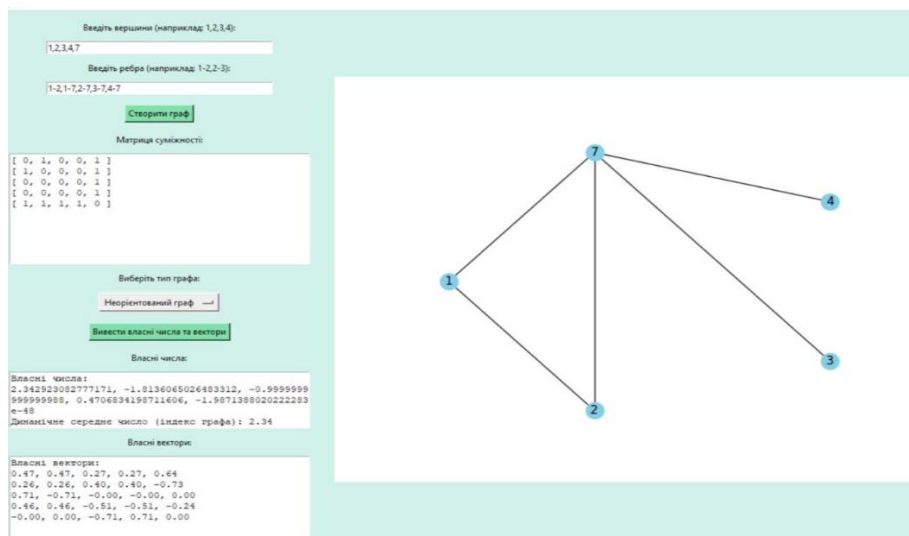 Введіть вершини (наприклад: 1,2,3,4):
1,2,3,4,7
Введіть ребра (наприклад: 1-2,2-3):
1-2,1-7,2-7,3-7,4-7
Створити граф
Матриця суміжності:
[ 0, 1, 0, 0, 1 ]
[ 1, 0, 0, 0, 1 ]
[ 0, 0, 0, 0, 1 ]
[ 0, 0, 0, 0, 1 ]
[ 1, 1, 1, 1, 0 ]
Виберіть тип графа:
Неорієнтований граф
Вивести власні числа та вектори
Власні числа:
Власні числа:
2.342923082777171, -1.8136065026483312, -0.9999999
999999988, 0.4706834198711606, -1.9871388020222283
e-48
Динамічне середнє число (індекс графа): 2.34
Власні вектори:
Власні вектори:
0.47, 0.47, 0.27, 0.27, 0.64
0.26, 0.26, 0.40, 0.40, -0.73
0.71, -0.71, -0.00, -0.00, 0.00
0.46, 0.46, -0.51, -0.51, -0.24
-0.00, 0.00, -0.71, 0.71, 0.00
7
4
1
3
2